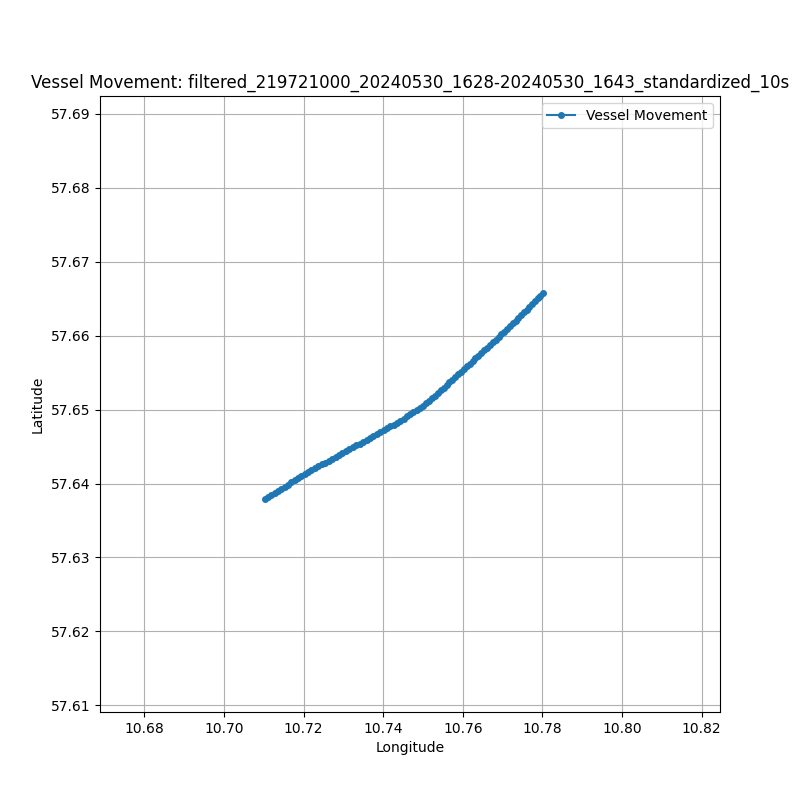 Vessel Movement: filtered_219721000_20240530_1628-20240530_1643_standardized_10s
Vessel Movement
57.69
57.68
57.67
57.66
57.65
57.64
57.63
57.62
57.61
Latitude
10.68 10.70 10.72 10.74 10.76 10.78 10.80 10.82
Longitude